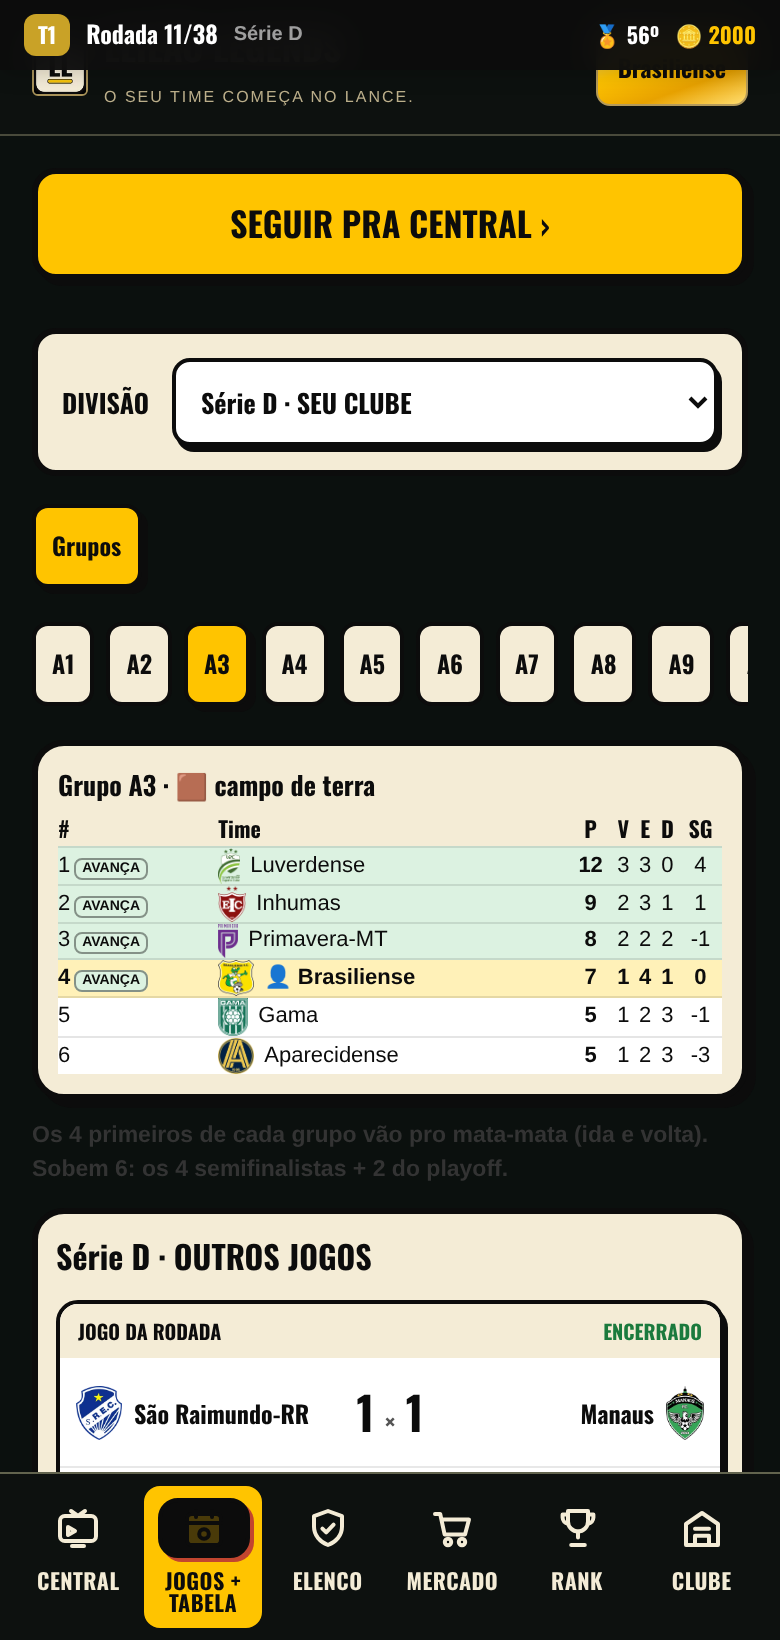 T1 Rodada 11/38 Série D 🏅 56º 🪙 2000
Brasiliense
O SEU TIME COMEÇA NO LANCE.
SEGUIR PRA CENTRAL ›
DIVISÃO Série D · SEU CLUBE
Grupos
A1 A2 A3 A4 A5 A6 A7 A8 A9
Grupo A3 · 🟫 campo de terra
# Time P V E D SG
1 AVANÇA Luverdense 12 3 3 0 4
2 AVANÇA Inhumas 9 2 3 1 1
3 AVANÇA Primavera-MT 8 2 2 2 -1
4 AVANÇA 👤 Brasiliense 7 1 4 1 0
5 Gama 5 1 2 3 -1
6 Aparecidense 5 1 2 3 -3
Os 4 primeiros de cada grupo vão pro mata-mata (ida e volta).
Sobem 6: os 4 semifinalistas + 2 do playoff.
Série D · OUTROS JOGOS
JOGO DA RODADA ENCERRADO
São Raimundo-RR 1 × 1 Manaus
CENTRAL JOGOS + TABELA ELENCO MERCADO RANK CLUBE